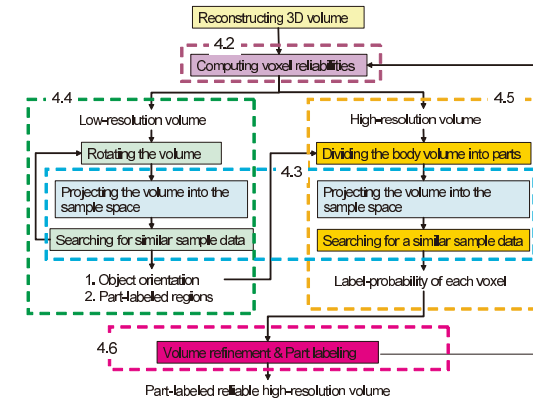 Reconstructing 3D volume
4.2
Computing voxel reliabilities
4.4
4.5
Low-resolution volume
High-resolution volume
Rotating the volume
Dividing the body volume into parts
4.3
Projecting the volume into the
sample space
Projecting the volume into the
sample space
Searching for similar sample data
Searching for a similar sample data
1. Object orientation
2. Part-labeled regions
Label-probability of each voxel
4.6
Volume refinement & Part labeling
Part-labeled reliable high-resolution volume